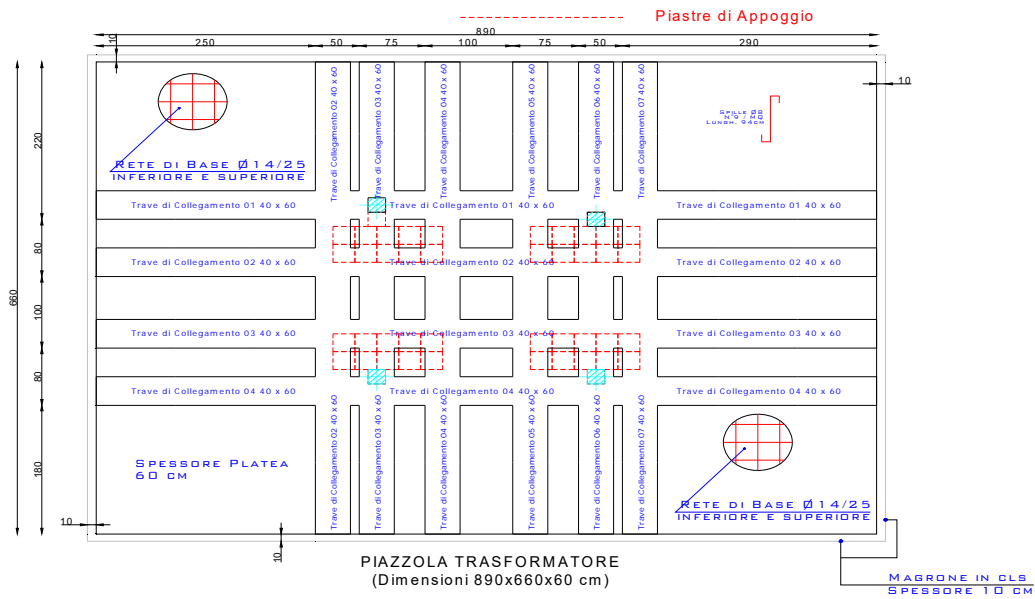 Piastre di Appoggio
890
250 50 75 100 75 50 290
10
10
220
80
100
80
180
660
10
10
Trave di Collegamento 02 40 x 60
Trave di Collegamento 03 40 x 60
Trave di Collegamento 04 40 x 60
Trave di Collegamento 05 40 x 60
Trave di Collegamento 06 40 x 60
Trave di Collegamento 07 40 x 60
Lungh. 94cm
Rete di Base Ø 14/25
inferiore e superiore
Trave di Collegamento 01 40 x 60
Trave di Collegamento 01 40 x 60
Trave di Collegamento 01 40 x 60
Trave di Collegamento 02 40 x 60
Trave di Collegamento 02 40 x 60
Trave di Collegamento 02 40 x 60
Trave di Collegamento 03 40 x 60
Trave di Collegamento 03 40 x 60
Trave di Collegamento 03 40 x 60
Trave di Collegamento 04 40 x 60
Trave di Collegamento 04 40 x 60
Trave di Collegamento 04 40 x 60
Trave di Collegamento 02 40 x 60
Trave di Collegamento 03 40 x 60
Trave di Collegamento 04 40 x 60
Trave di Collegamento 05 40 x 60
Trave di Collegamento 06 40 x 60
Trave di Collegamento 07 40 x 60
Spessore Platea
60 cm
Rete di Base Ø 14/25
inferiore e superiore
PIAZZOLA TRASFORMATORE
(Dimensioni 890x660x60 cm)
Magrone in cls
Spessore 10 cm